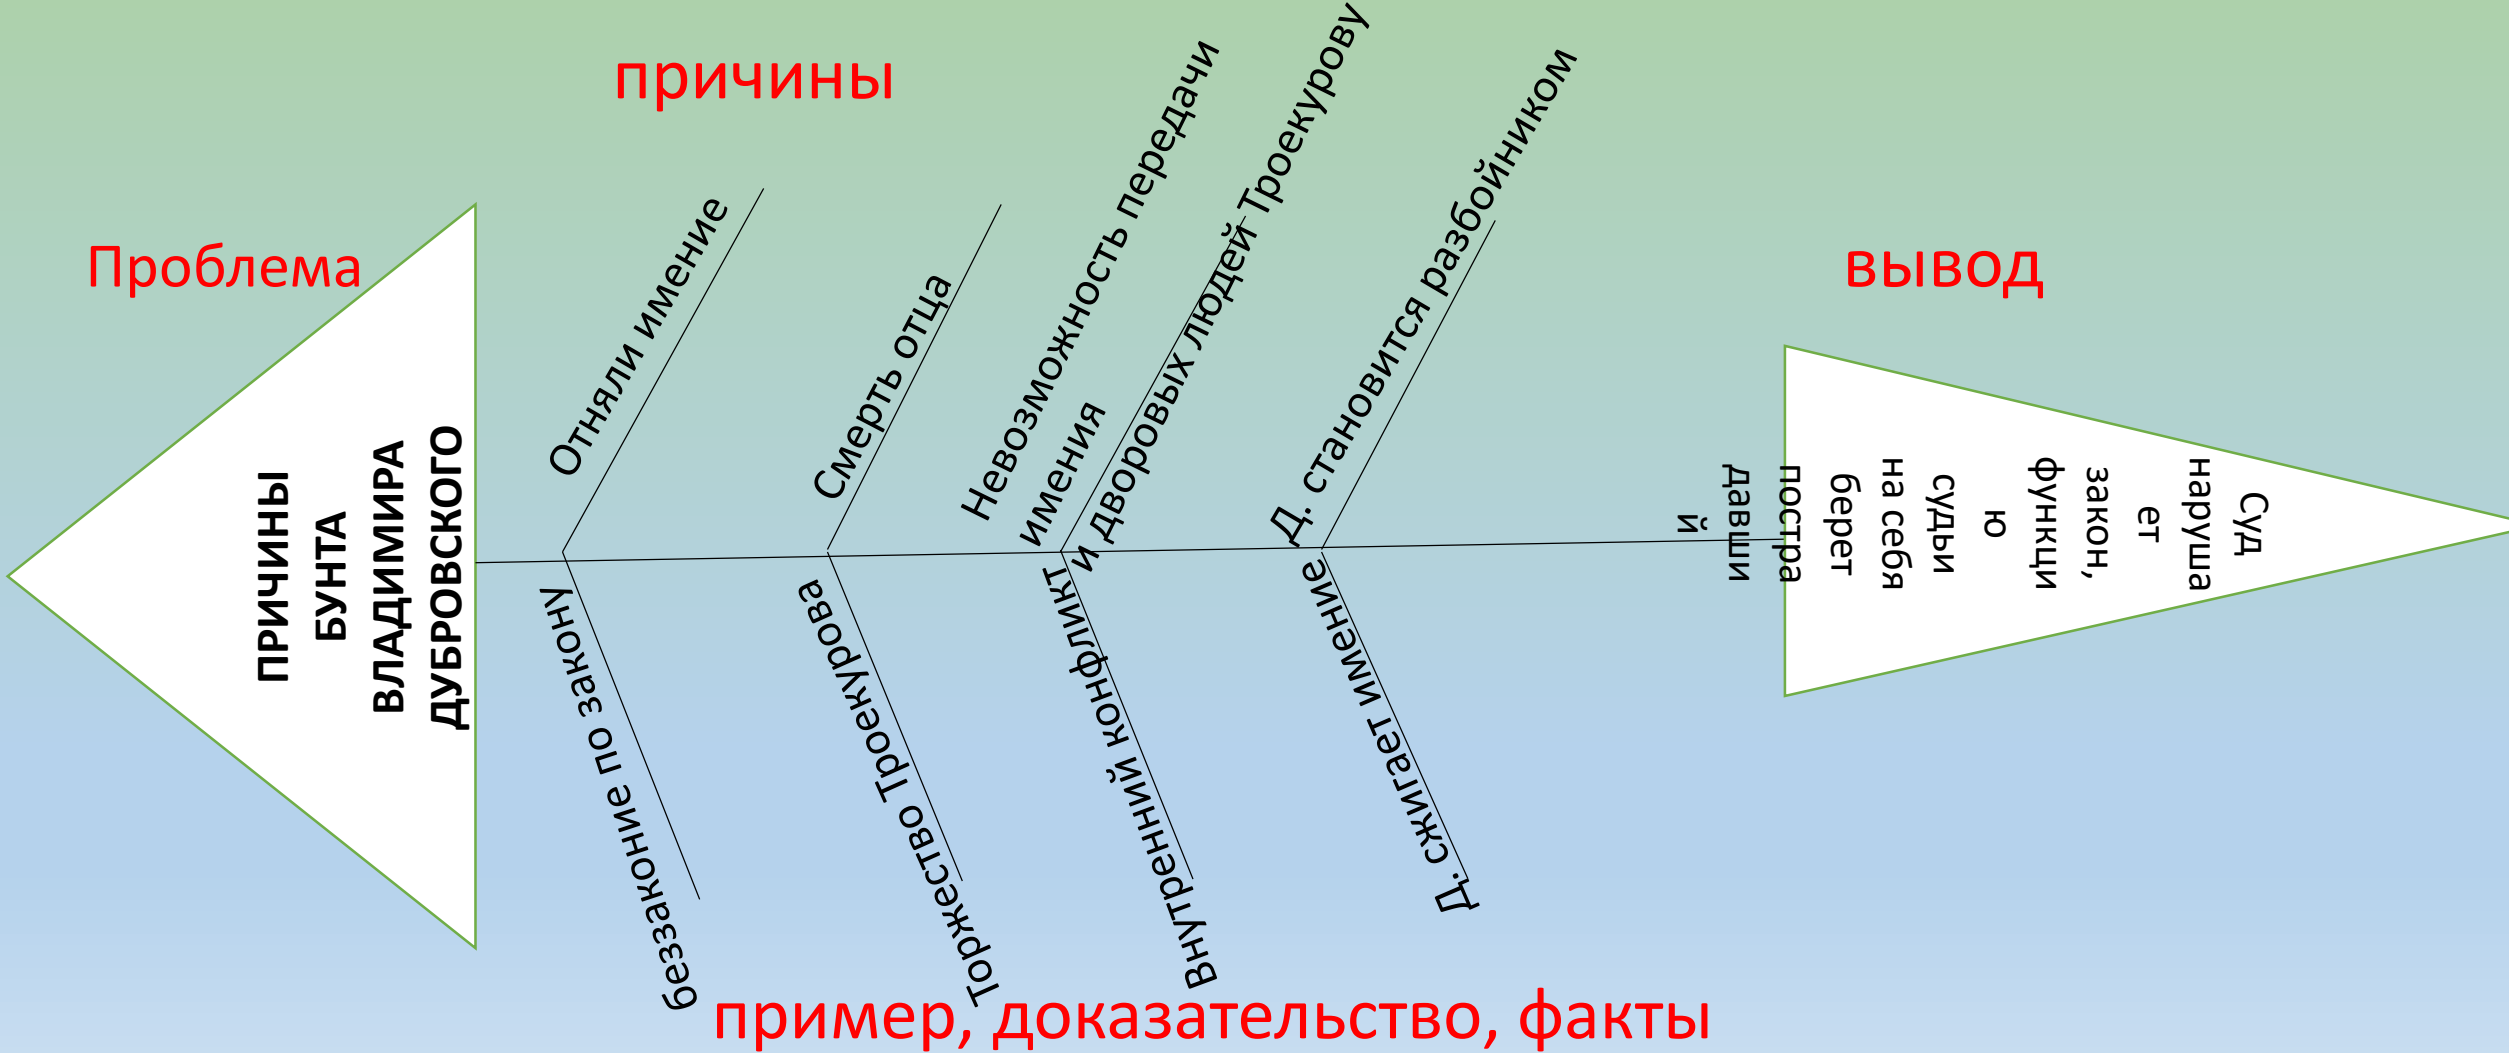 причины
Проблема
ПРИЧИНЫ
БУНТА
ВЛАДИМИРА
ДУБРОВСКОГО
Отняли имение
Смерть отца
Невозможность передачи
имения
и дворовых людей Троекурову
Д. становится разбойником
беззаконие по закону
Торжество Троекурова
Внутренний конфликт
Д. сжигает имение
вывод
Суд
наруша
ет
закон,
функци
ю
судьи
на себя
берет
постра
давши
й
пример, доказательство, факты